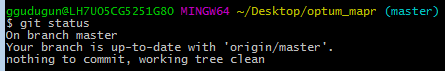 ggudugun@LH7U05CG5251G8O MINGW64 ~/Desktop/optum_mapr (master)
$ git status
On branch master
Your branch is up-to-date with 'origin/master'.
nothing to commit, working tree clean